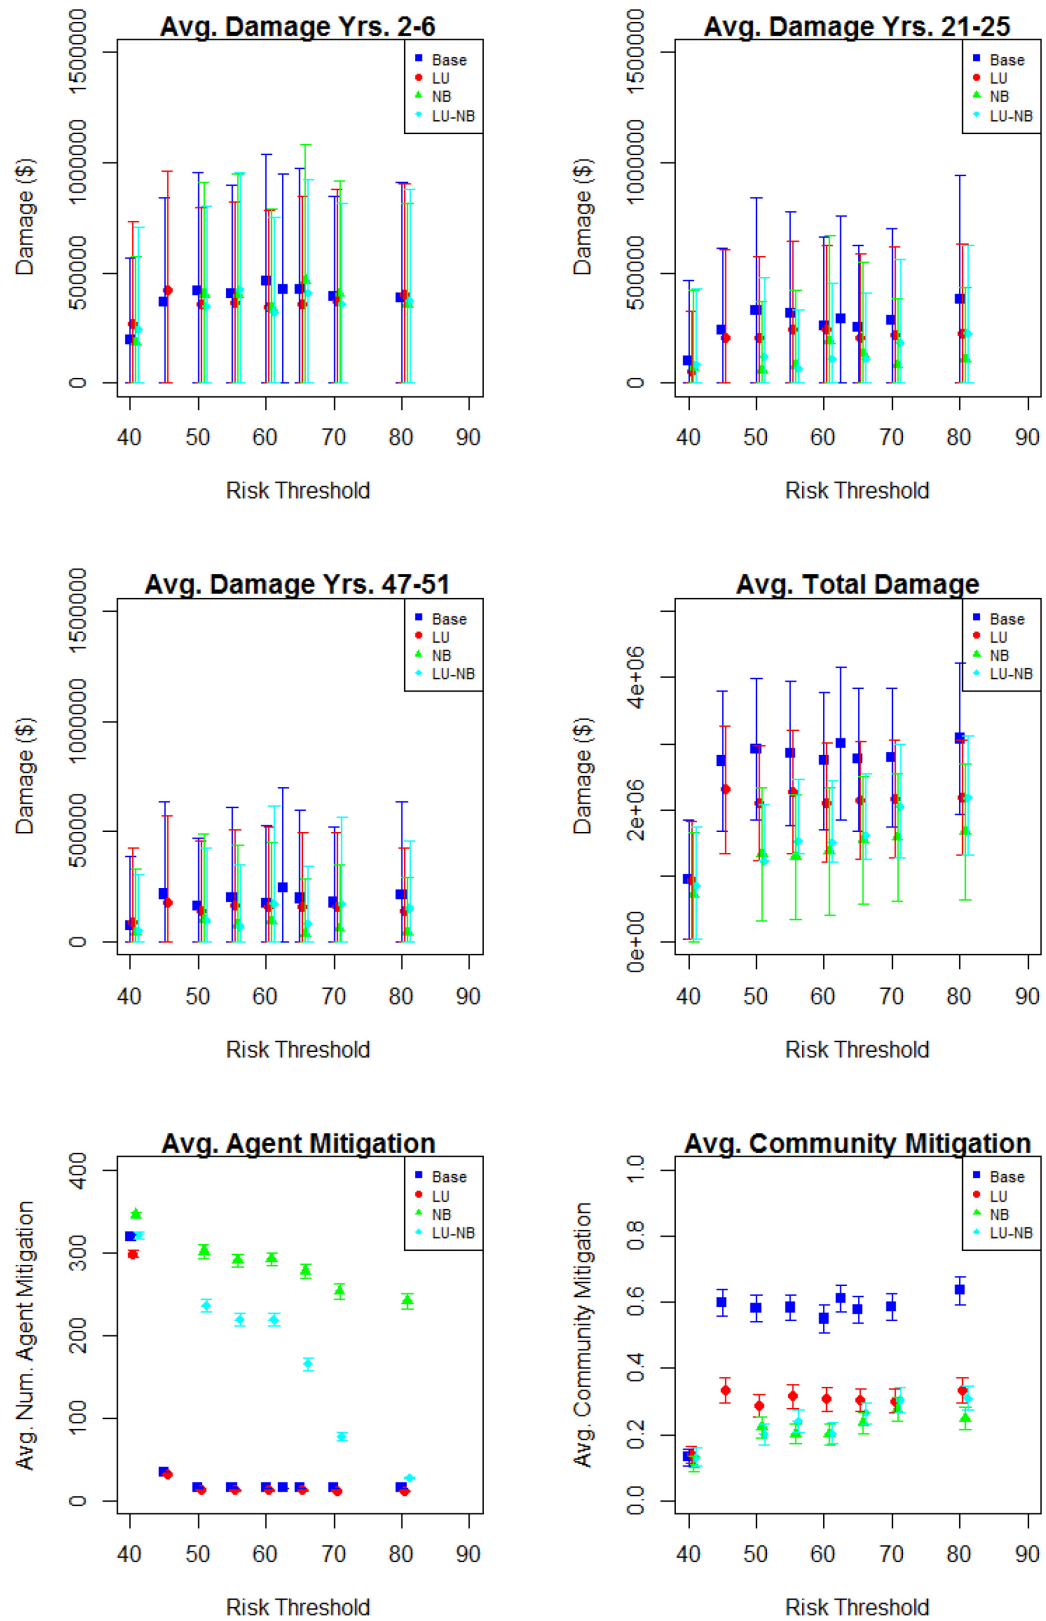 Avg. Damage Yrs. 2-6
Damage ($)
1500000
1000000
500000
0
Base
LU
NB
LU-NB
40 50 60 70 80 90
Risk Threshold
Avg. Damage Yrs. 21-25
Damage ($)
1500000
1000000
500000
0
Base
LU
NB
LU-NB
40 50 60 70 80 90
Risk Threshold
Avg. Damage Yrs. 47-51
Damage ($)
1500000
1000000
500000
0
Base
LU
NB
LU-NB
40 50 60 70 80 90
Risk Threshold
Avg. Total Damage
Damage ($)
4e+06
2e+06
0e+00
Base
LU
NB
LU-NB
40 50 60 70 80 90
Risk Threshold
Avg. Agent Mitigation
Avg. Num. Agent Mitigation
400
300
200
100
0
Base
LU
NB
LU-NB
40 50 60 70 80 90
Risk Threshold
Avg. Community Mitigation
Avg. Community Mitigation
1.0
0.8
0.6
0.4
0.2
0.0
Base
LU
NB
LU-NB
40 50 60 70 80 90
Risk Threshold